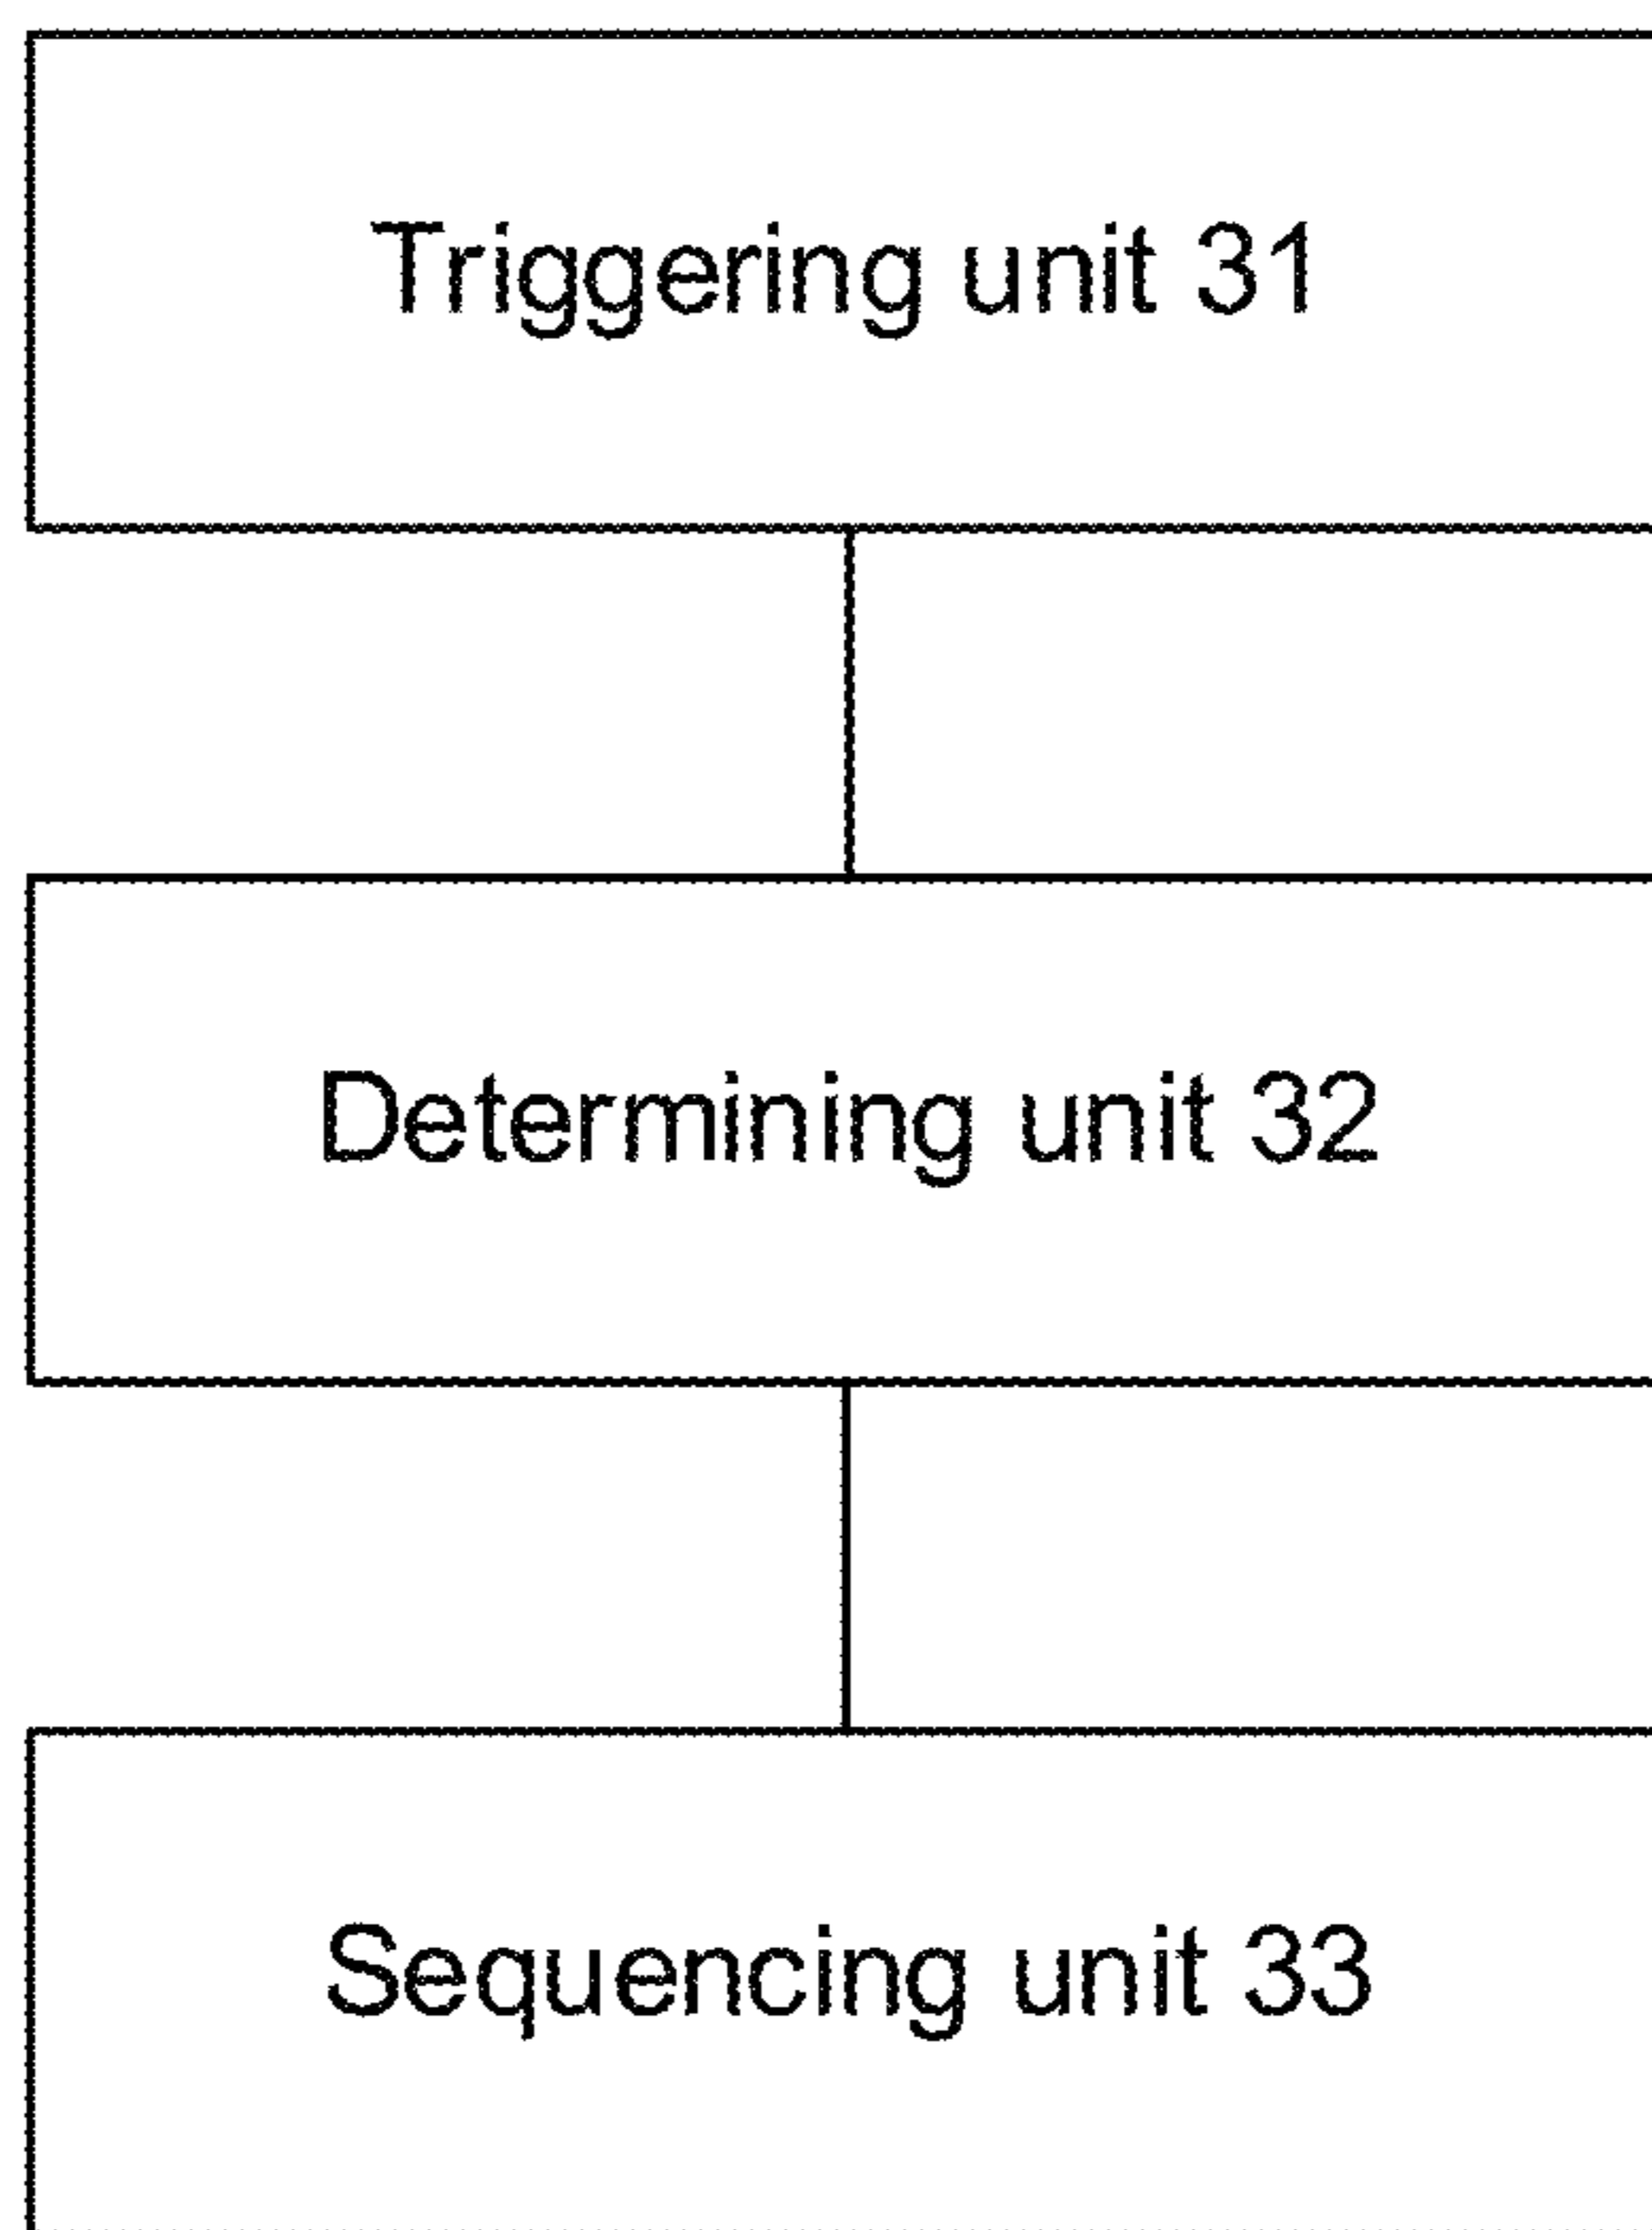 Triggering unit 31
Determining unit 32
Sequencing unit 33